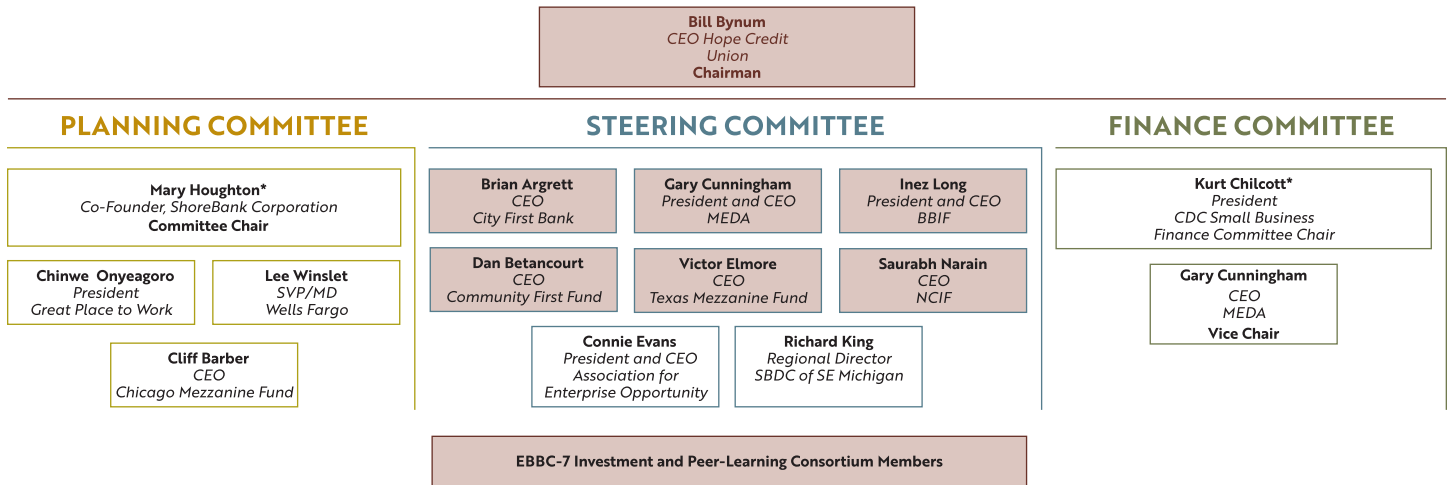 Bill Bynum
CEO Hope Credit
Union
Chairman
PLANNING COMMITTEE
Mary Houghton*
Co-Founder, ShoreBank Corporation
Committee Chair
Chinwe Onyeagoro
President
Great Place to Work
Lee Winslet
SVP/MD
Wells Fargo
Cliff Barber
CEO
Chicago Mezzanine Fund
STEERING COMMITTEE
Brian Argrett
CEO
City First Bank
Gary Cunningham
President and CEO
MEDA
Inez Long
President and CEO
BBIF
Dan Betancourt
CEO
Community First Fund
Victor Elmore
CEO
Texas Mezzanine Fund
Saurabh Narain
CEO
NCIF
Connie Evans
President and CEO
Association for
Enterprise Opportunity
Richard King
Regional Director
SBDC of SE Michigan
FINANCE COMMITTEE
Kurt Chilcott*
President
CDC Small Business
Finance Committee Chair
Gary Cunningham
CEO
MEDA
Vice Chair
EBBC-7 Investment and Peer-Learning Consortium Members